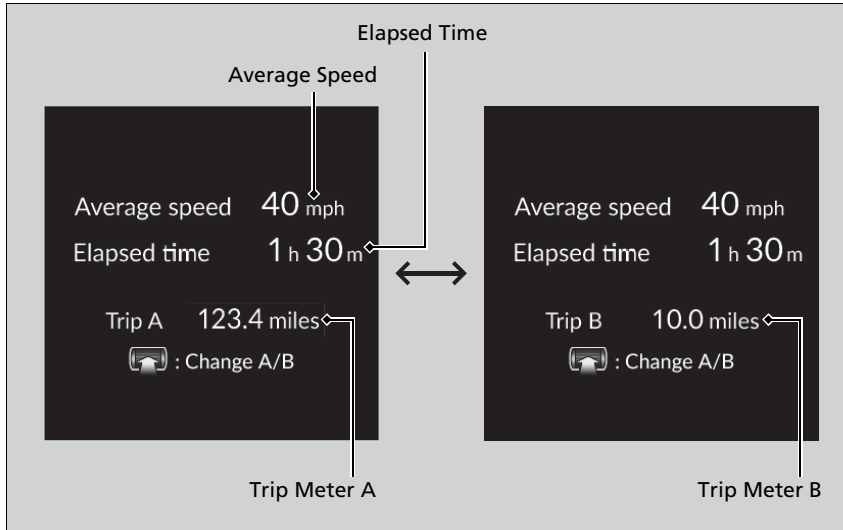 Elapsed Time
Average Speed
Average speed 40 mph
Elapsed time 1 h 30 m
Trip A 123.4 miles
: Change A/B
Average speed 40 mph
Elapsed time 1 h 30 m
Trip B 10.0 miles
: Change A/B
Trip Meter A
Trip Meter B